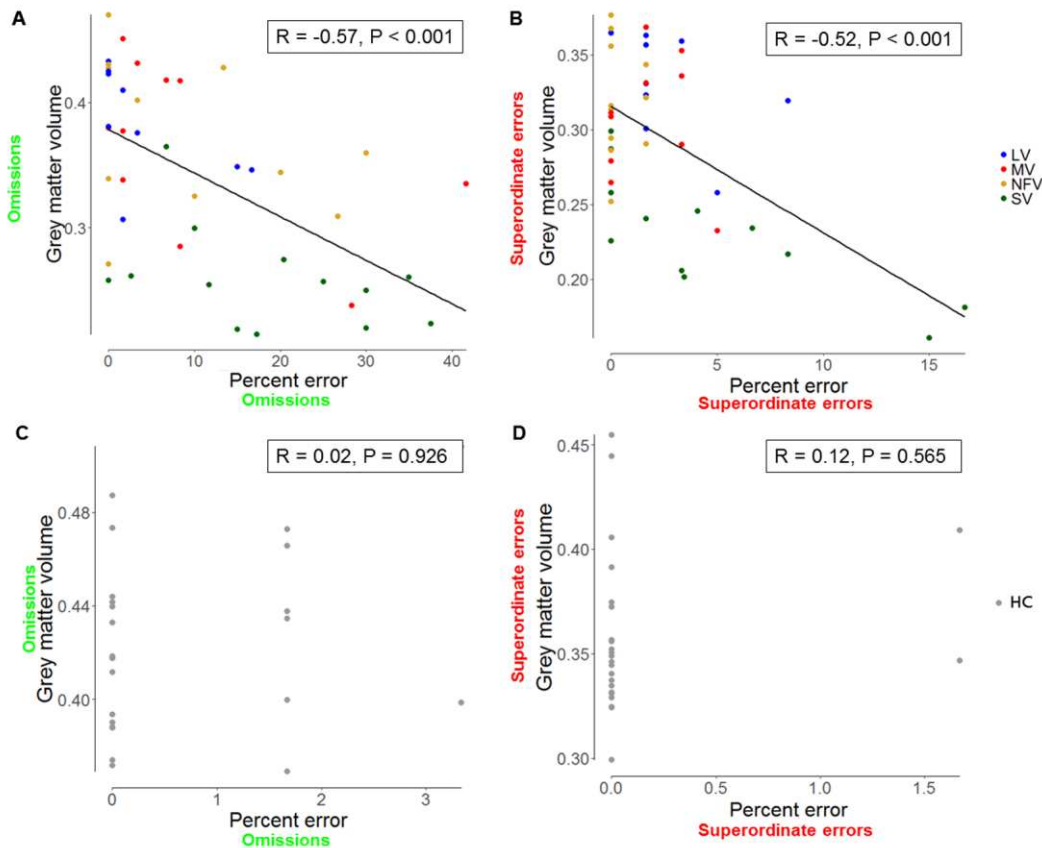 A
R = -0.57, P < 0.001
Omissions
Grey matter volume
0.4
0.3
0
10
20
30
40
Percent error
Omissions
B
R = -0.52, P < 0.001
Superordinate errors
Grey matter volume
0.35
0.30
0.25
0.20
0
5
10
15
Percent error
Superordinate errors
LV
MV
NFV
SV
C
R = 0.02, P = 0.926
Omissions
Grey matter volume
0.48
0.44
0.40
0
1
2
3
Percent error
Omissions
D
R = 0.12, P = 0.565
Superordinate errors
Grey matter volume
0.45
0.40
0.35
0.30
0.0
0.5
1.0
1.5
Percent error
Superordinate errors
HC